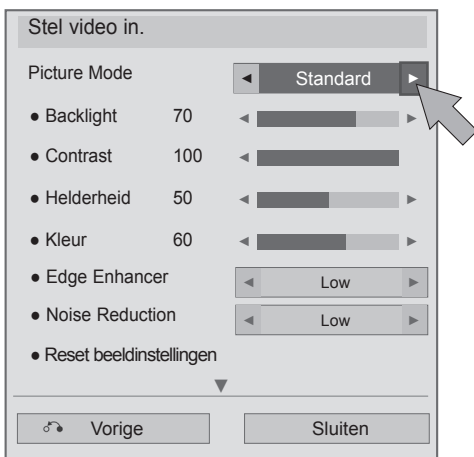 Stel video in.
Picture Mode ◄ Standard ►
● Backlight 70 ◄ ►
● Contrast 100 ◄
● Helderheid 50 ◄ ►
● Kleur 60 ◄ ►
● Edge Enhancer ◄ Low ►
● Noise Reduction ◄ Low ►
● Reset beeldinstellingen
▼
Vorige Sluiten